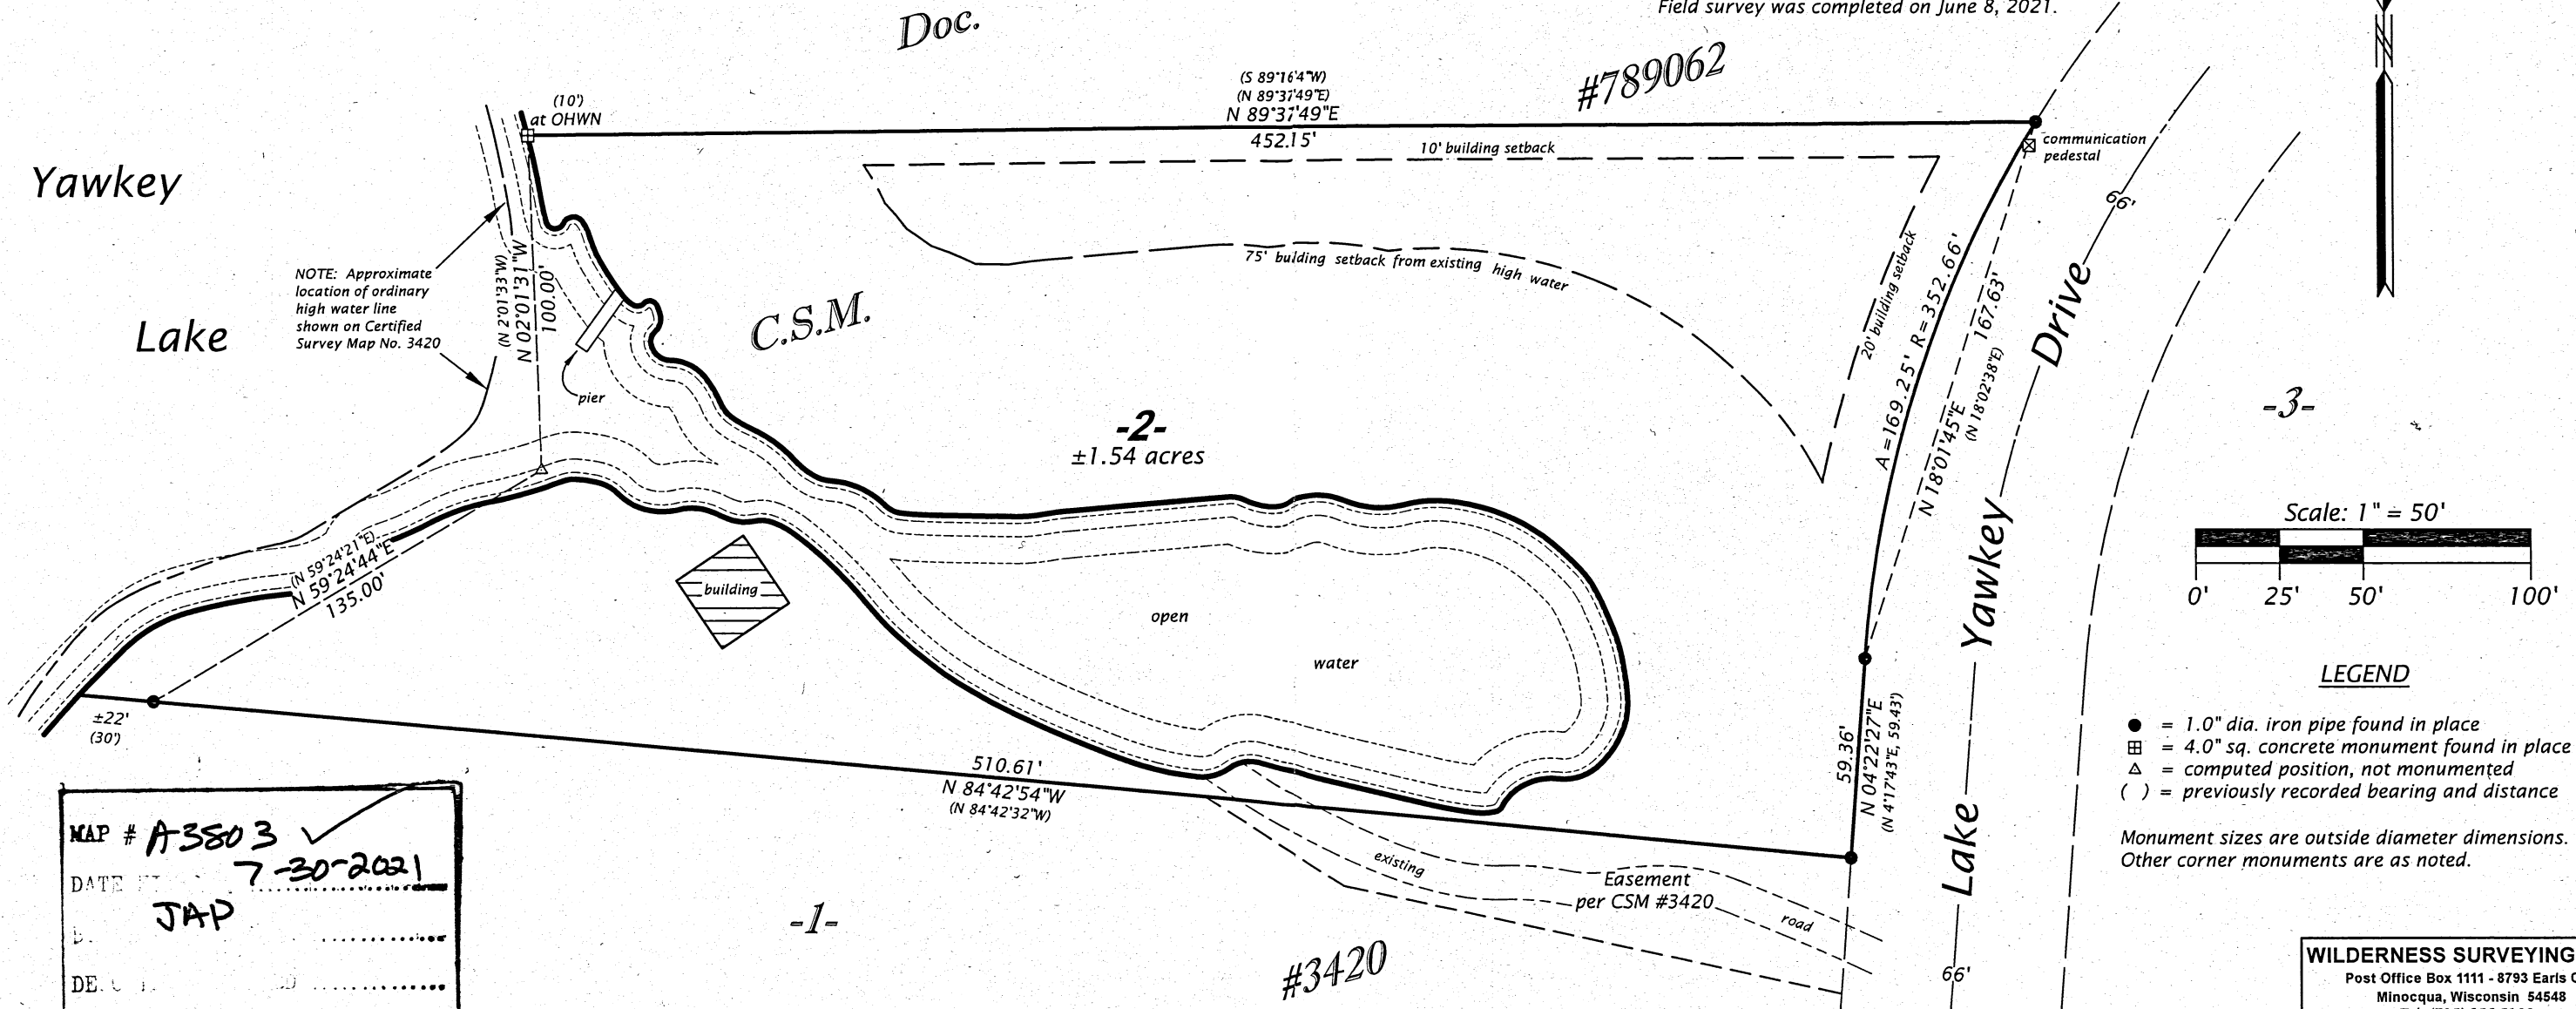 Field survey was completed on June 8, 2021.
Doc.
#789062
(S 89°16'4"W)
(N 89°37'49"E)
N 89°37'49"E
452.15'
(10')
at OHWN
10' building setback
communication
pedestal
66'
Yawkey
Lake
NOTE: Approximate
location of ordinary
high water line
shown on Certified
Survey Map No. 3420
(N 2°01'33"W)
N 02°01'31"W
100.00'
pier
C.S.M.
75' bulding setback from existing high water
20' building setback
A=169.25' R=352.66'
N 18°01'45"E 167.63'
(N 18°02'38"E)
Lake Yawkey Drive
-2-
±1.54 acres
-3-
Scale: 1" = 50'
0' 25' 50' 100'
(N 59°24'21"E)
N 59°24'44"E
135.00'
building
open
water
±22'
(30')
510.61'
N 84°42'54"W
(N 84°42'32"W)
59.36'
N 04°22'27"E
(N 4°17'43"E, 59.43')
LEGEND
= 1.0" dia. iron pipe found in place
= 4.0" sq. concrete monument found in place
= computed position, not monumented
( ) = previously recorded bearing and distance
Monument sizes are outside diameter dimensions.
Other corner monuments are as noted.
MAP # A3803
DATE 7-30-2021
JAP
-1-
existing
Easement
per CSM #3420
road
#3420
66'
WILDERNESS SURVEYING
Post Office Box 1111 - 8793 Earls
Minocqua, Wisconsin 54548